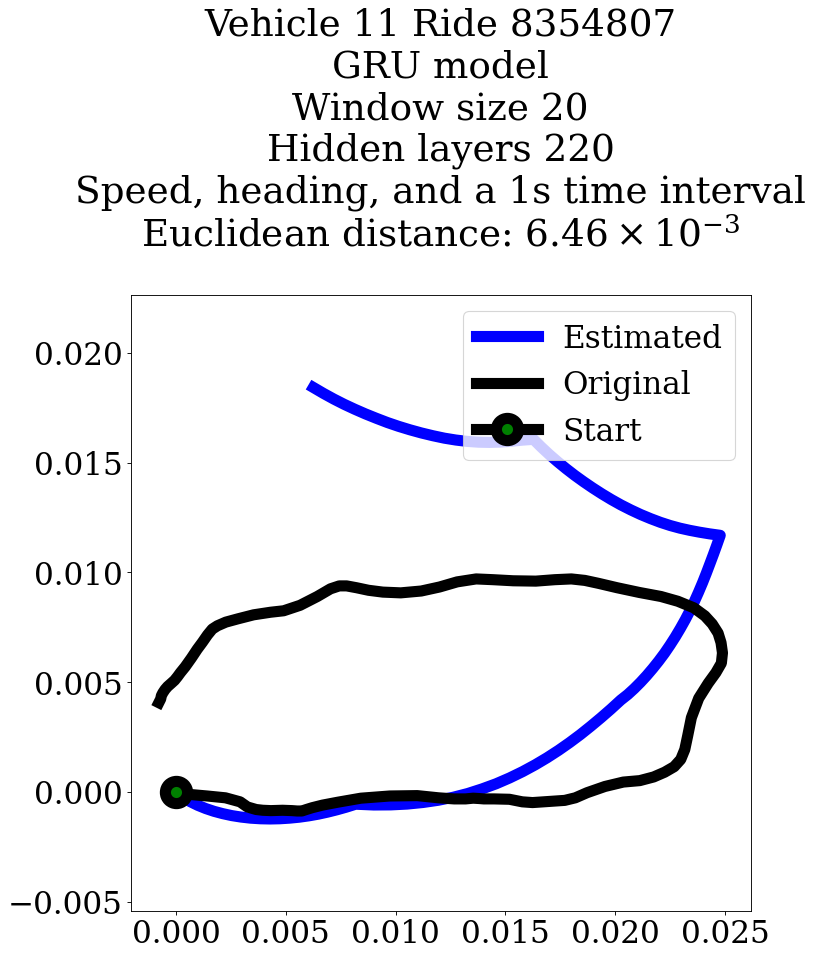 Vehicle 11 Ride 8354807
GRU model
Window size 20
Hidden layers 220
Speed, heading, and a 1s time interval
Euclidean distance: 6.46 × 10⁻³
Estimated
Original
Start
0.020
0.015
0.010
0.005
0.000
−0.005
0.000 0.005 0.010 0.015 0.020 0.025